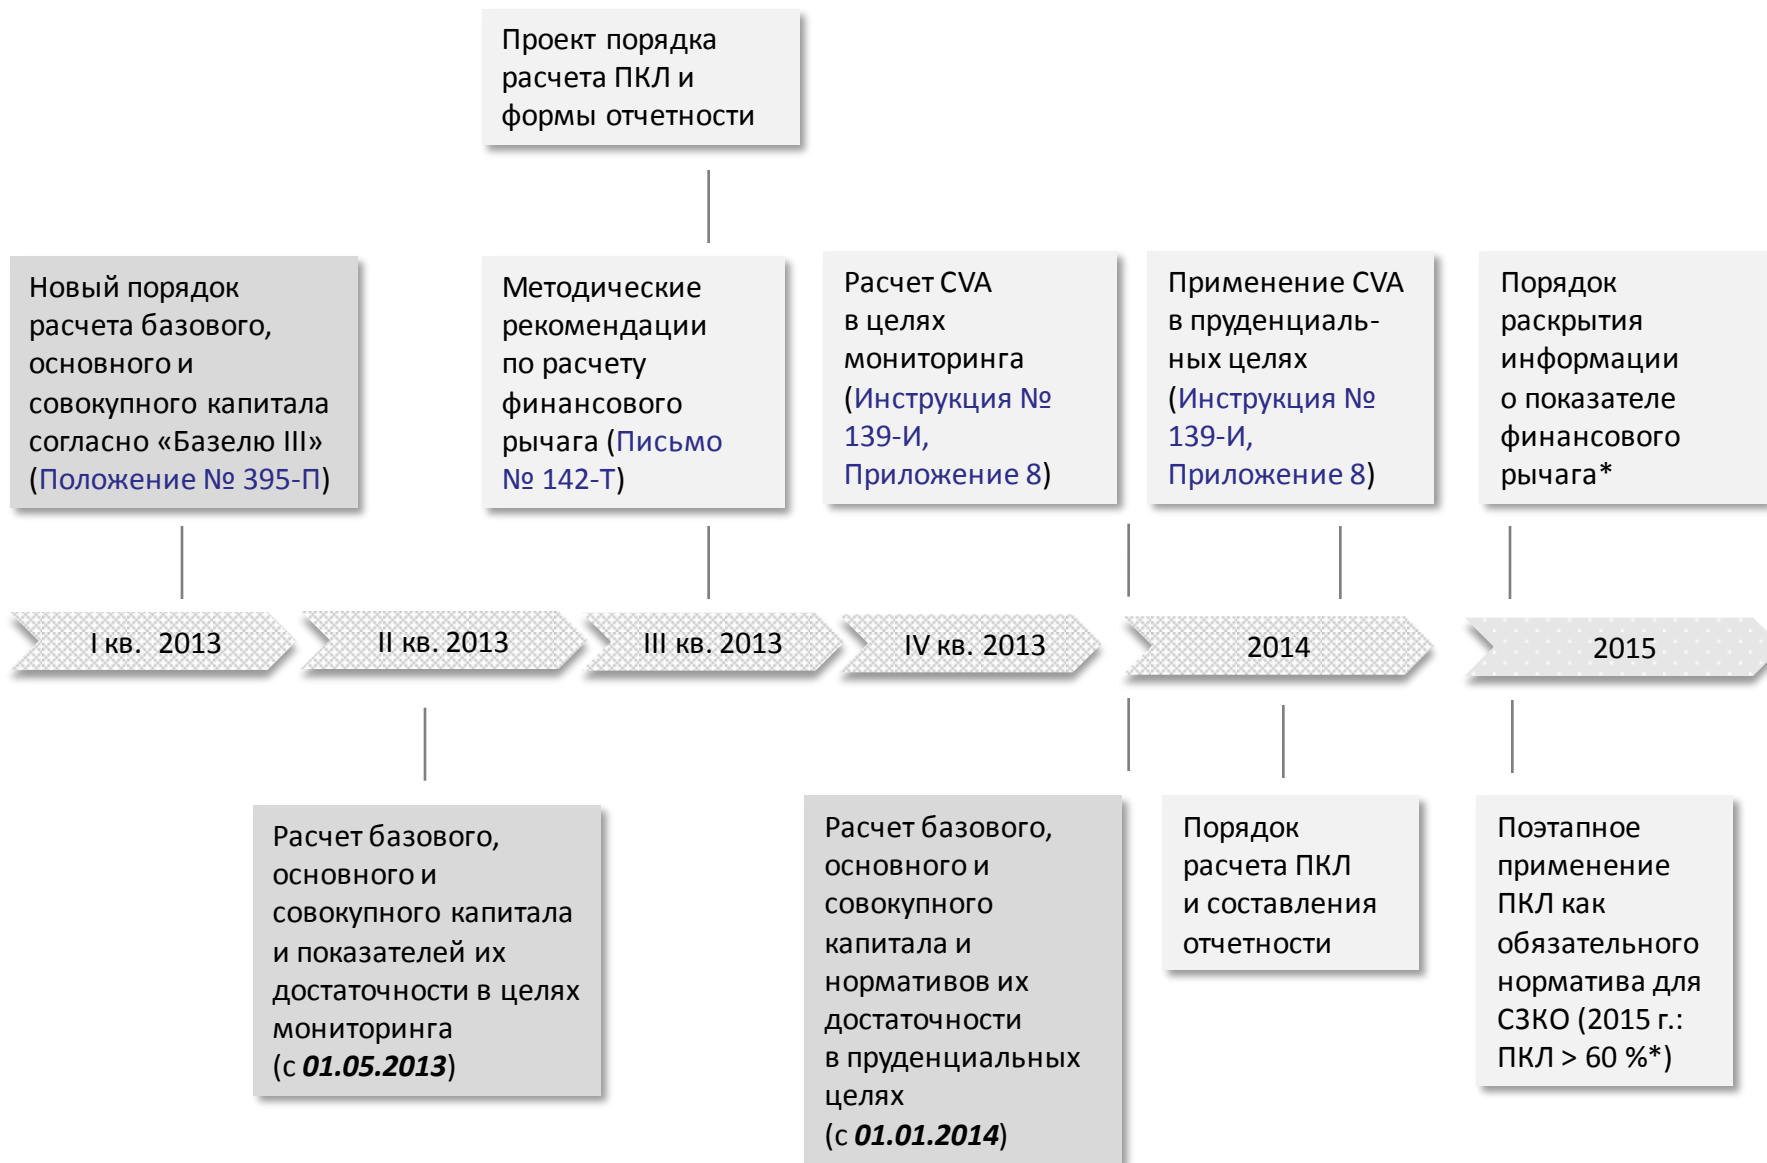 Проект порядка
расчета ПКЛ и
формы отчетности
Новый порядок
расчета базового,
основного и
совокупного капитала
согласно «Базелю III»
(Положение № 395-П)
Методические
рекомендации
по расчету
финансового
рычага (Письмо
№ 142-Т)
Расчет CVA
в целях
мониторинга
(Инструкция №
139-И,
Приложение 8)
Применение CVA
в пруденциаль-
ных целях
(Инструкция №
139-И,
Приложение 8)
Порядок
раскрытия
информации
о показателе
финансового
рычага*
I кв. 2013
II кв. 2013
III кв. 2013
IV кв. 2013
2014
2015
Расчет базового,
основного и
совокупного капитала
и показателей их
достаточности в целях
мониторинга
(с 01.05.2013)
Расчет базового,
основного и
совокупного
капитала и
нормативов их
достаточности
в пруденциальных
целях
(с 01.01.2014)
Порядок
расчета ПКЛ
и составления
отчетности
Поэтапное
применение
ПКЛ как
обязательного
норматива для
СЗКО (2015 г.:
ПКЛ > 60 %*)